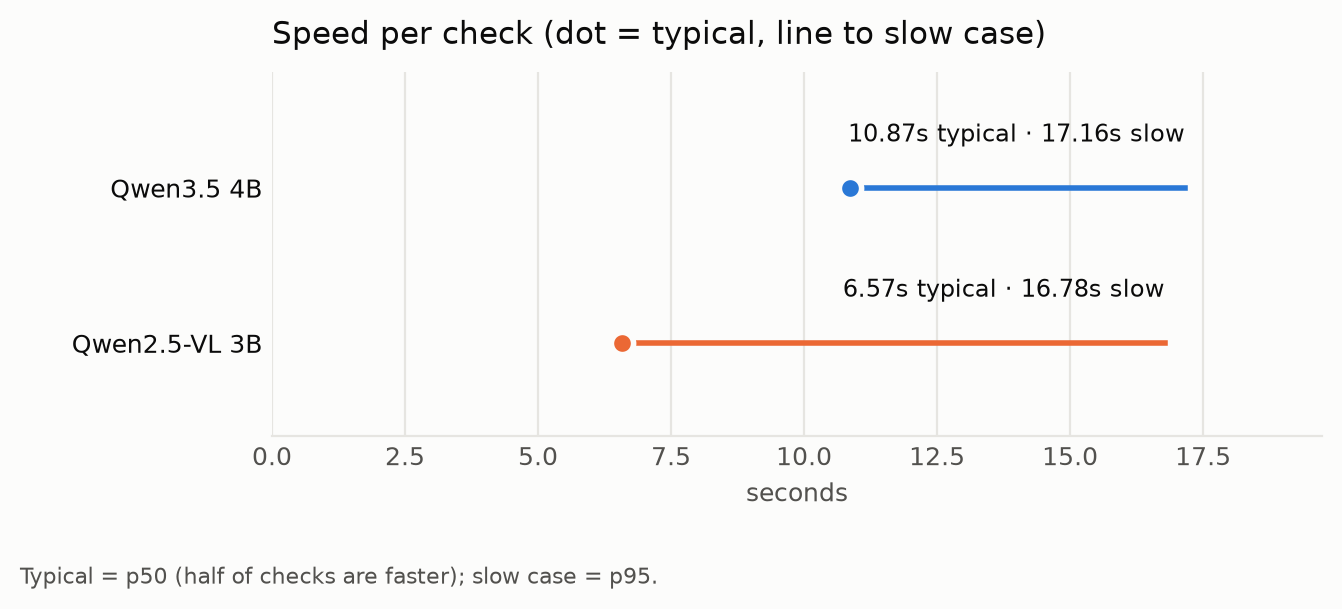 Speed per check (dot = typical, line to slow case)
10.87s typical · 17.16s slow
Qwen3.5 4B
6.57s typical · 16.78s slow
Qwen2.5-VL 3B
0.0 2.5 5.0 7.5 10.0 12.5 15.0 17.5
seconds
Typical = p50 (half of checks are faster); slow case = p95.